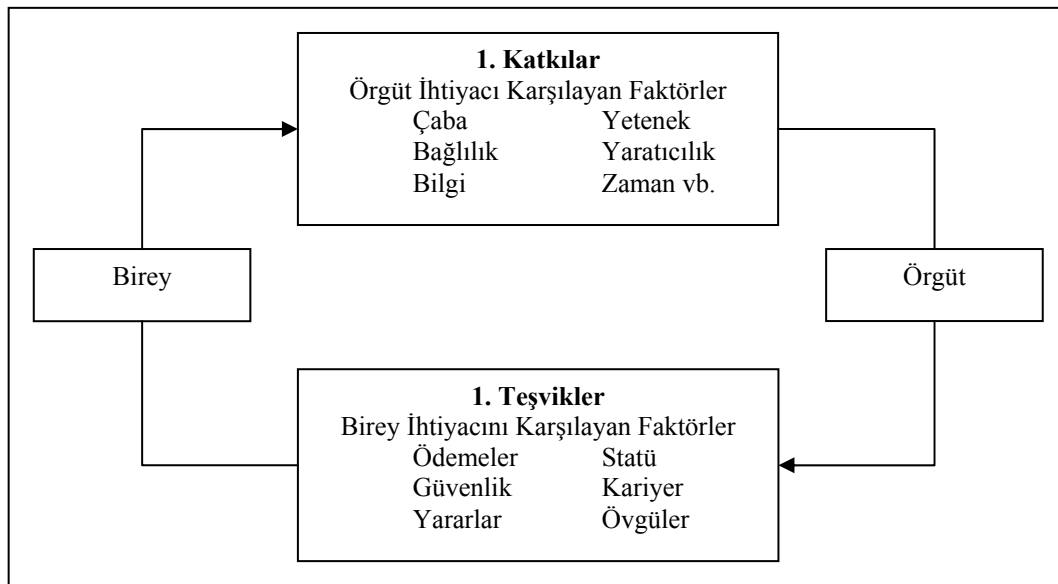 1. Katkılar
Örgüt İhtiyacı Karşılayan Faktörler
Çaba Yetenek
Bağlılık Yaratıcılık
Bilgi Zaman vb.
Birey
Örgüt
1. Teşvikler
Birey İhtiyacını Karşılayan Faktörler
Ödemeler Statü
Güvenlik Kariyer
Yararlar Övgüler